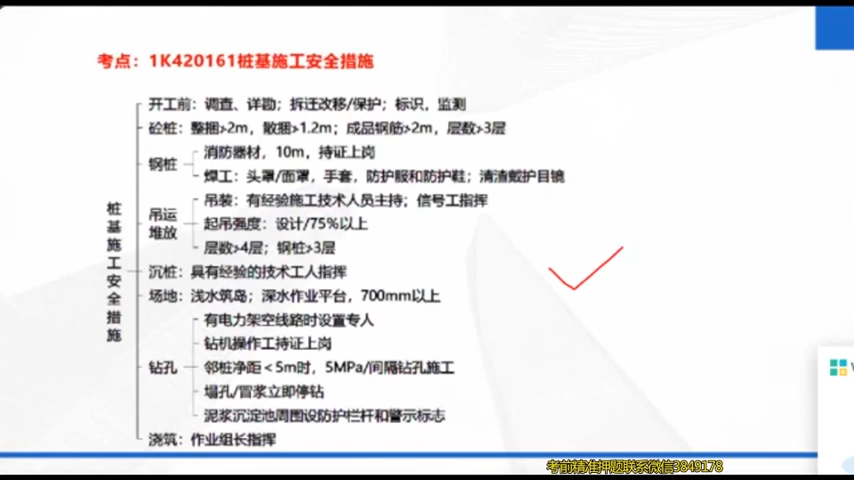 考点：1K420161桩基施工安全措施
桩基施工安全措施
开工前：调查、详勘；拆迁改移/保护；标识，监测
砼桩：整捆≯2m，散捆≯1.2m；成品钢筋≯2m，层数≯3层
钢桩
消防器材，10m，持证上岗
焊工：头罩/面罩，手套，防护服和防护鞋；清渣戴护目镜
吊运堆放
吊装：有经验施工技术人员主持；信号工指挥
起吊强度：设计/75%以上
层数≯4层；钢桩≯3层
沉桩：具有经验的技术工人指挥
场地：浅水筑岛；深水作业平台，700mm以上
钻孔
有电力架空线路时设置专人
钻机操作工持证上岗
邻桩净距＜5m时，5MPa/间隔钻孔施工
塌孔/冒浆立即停钻
泥浆沉淀池周围设防护栏杆和警示标志
浇筑：作业组长指挥
考前精准押题联系微信3849178